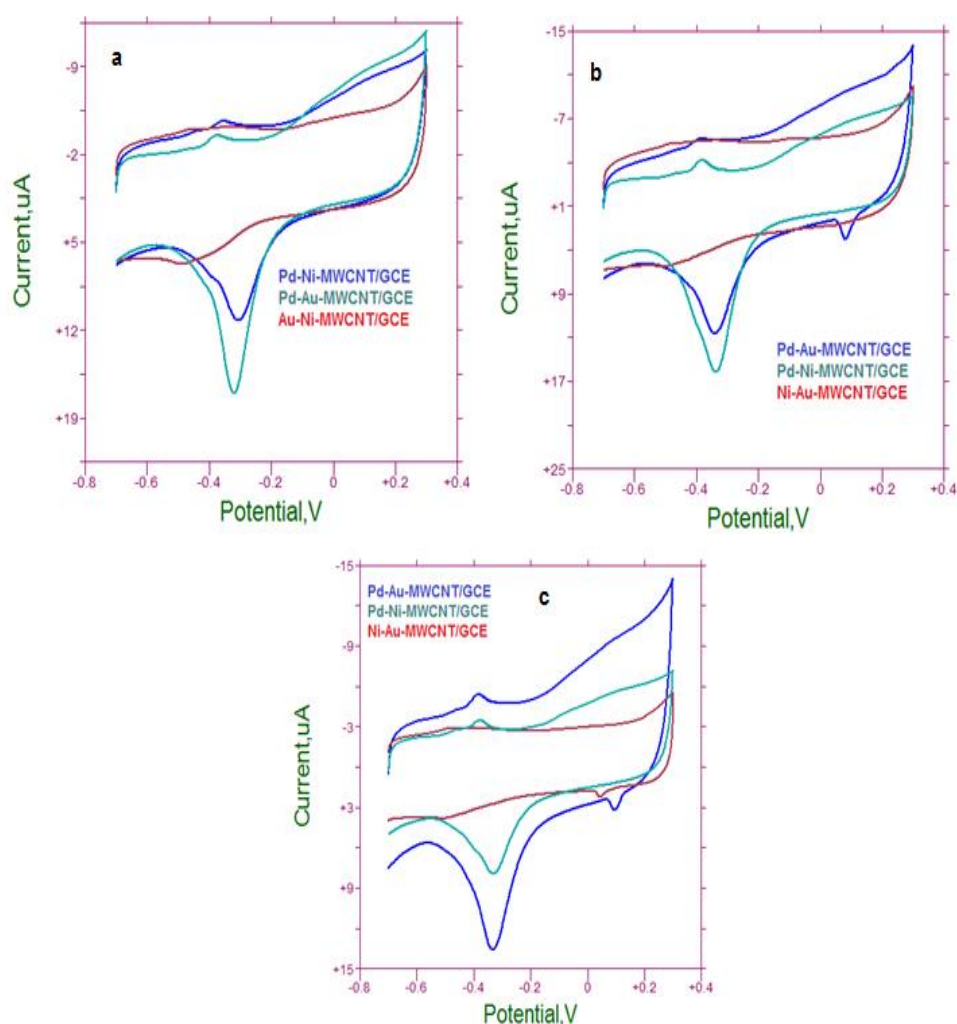 a
-9
-2
+5
+12
+19
Current,uA
Pd-Ni-MWCNT/GCE
Pd-Au-MWCNT/GCE
Au-Ni-MWCNT/GCE
-0.8 -0.6 -0.4 -0.2 0 +0.2 +0.4
Potential,V
b
-15
-7
+1
+9
+17
+25
Current,uA
Pd-Au-MWCNT/GCE
Pd-Ni-MWCNT/GCE
Ni-Au-MWCNT/GCE
-0.8 -0.6 -0.4 -0.2 0 +0.2 +0.4
Potential,V
c
-15
-9
-3
+3
+9
+15
Current,uA
Pd-Au-MWCNT/GCE
Pd-Ni-MWCNT/GCE
Ni-Au-MWCNT/GCE
-0.8 -0.6 -0.4 -0.2 0 +0.2 +0.4
Potential,V